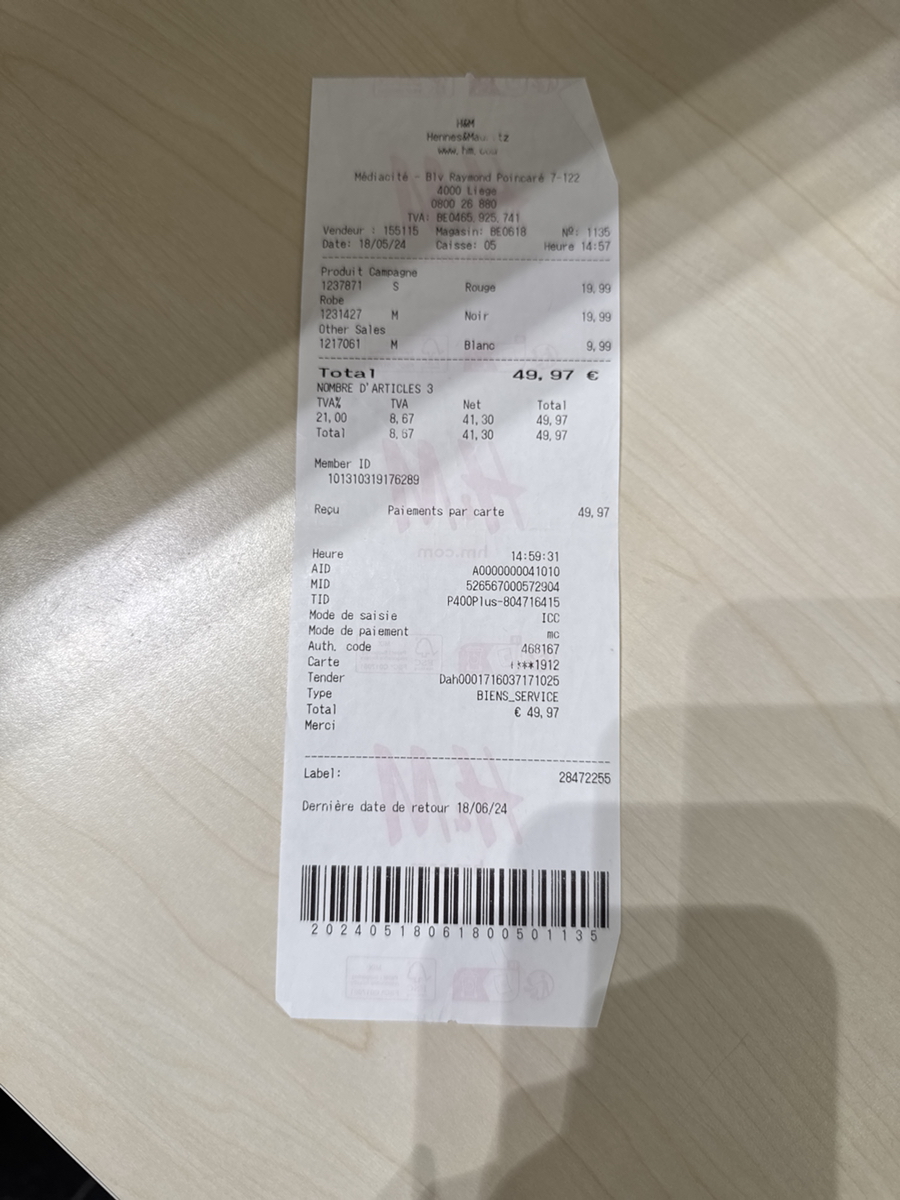 H&M
www.hm.com
Médiacité - Blv Raymond Poincaré 7-122
4000 Liège
0800 26 880
TVA: BE0465.925.741
Vendeur : 155115 Magasin: BE0618 Nº: 1135
Date: 18/05/24 Caisse: 05 Heure 14:57
Produit Campagne
1237871 S Rouge 19,99
Robe
1231427 M Noir 19,99
Other Sales
1217061 M Blanc 9,99
Total 49,97 €
NOMBRE D'ARTICLES 3
TVA% TVA Net Total
21,00 8,67 41,30 49,97
Total 8,67 41,30 49,97
Member ID
101310319176289
Reçu Paiements par carte 49,97
Heure 14:59:31
AID A0000000041010
MID 526567000572904
TID P400Plus-804716415
Mode de saisie ICC
Mode de paiement mc
Auth. code 468167
Carte ****1912
Tender Dah0001716037171025
Type BIENS_SERVICE
Total € 49,97
Merci
Label: 28472255
Dernière date de retour 18/06/24
20240518061800501135